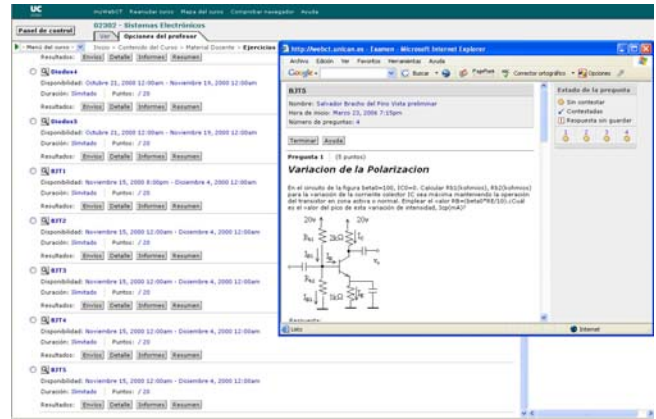 UC
myWebCT Reanudar curso Mapa del curso Comprobar navegador Ayuda
Panel de control
02302 - Sistemas Electrónicos
Ver Opciones del profesor
- Menú del curso - Inicio > Contenido del Curso > Material Docente > Ejercicios
Resultados: Envíos Detalle Informes Resumen
Diodos4
Disponibilidad: Octubre 21, 2000 12:00am - Noviembre 19, 2000 12:00am
Duración: Ilimitado Puntos: / 20
Resultados: Envíos Detalle Informes Resumen
Diodos5
Disponibilidad: Octubre 21, 2000 12:00am - Noviembre 19, 2000 12:00am
Duración: Ilimitado Puntos: / 20
Resultados: Envíos Detalle Informes Resumen
BJT1
Disponibilidad: Noviembre 15, 2000 8:00pm - Diciembre 4, 2000 12:00am
Duración: Ilimitado Puntos: / 20
Resultados: Envíos Detalle Informes Resumen
BJT2
Disponibilidad: Noviembre 15, 2000 12:00am - Diciembre 4, 2000 12:00am
Duración: Ilimitado Puntos: / 20
Resultados: Envíos Detalle Informes Resumen
BJT3
Disponibilidad: Noviembre 15, 2000 12:00am - Diciembre 4, 2000 12:00am
Duración: Ilimitado Puntos: / 20
Resultados: Envíos Detalle Informes Resumen
BJT4
Disponibilidad: Noviembre 15, 2000 12:00am - Diciembre 4, 2000 12:00am
Duración: Ilimitado Puntos: / 20
Resultados: Envíos Detalle Informes Resumen
BJT5
Disponibilidad: Noviembre 15, 2000 12:00am - Diciembre 4, 2000 12:00am
Duración: Ilimitado Puntos: / 20
Resultados: Envíos Detalle Informes Resumen
http://webct.unican.es - Examen - Microsoft Internet Explorer
Archivo Edición Ver Favoritos Herramientas Ayuda
Google Buscar PageRank Corrector ortográfico Opciones
BJT5
Nombre: Salvador Bracho del Pino Vista preliminar
Hora de inicio: Marzo 23, 2006 7:15pm
Número de preguntas: 4
Terminar Ayuda
Pregunta 1 (5 puntos)
Variacion de la Polarizacion
En el circuito de la figura beta0=100, IC0=0. Calcular RB1(kohmios), RB2(kohmios)
para la variación de la corriente colector IC sea máxima manteniendo la operación
del transistor en zona activa o normal. Emplear el valor RB=(beta0*RE/10).¿Cuál
es el valor del pico de esta variación de intensidad, Icp(mA)?
20v 20v
RB1 1kΩ IC
RB2
1kΩ IE
Respuesta:
Estado de la pregunta
Sin contestar
Contestadas
Respuesta sin guardar
1 2 3 4
Listo Internet